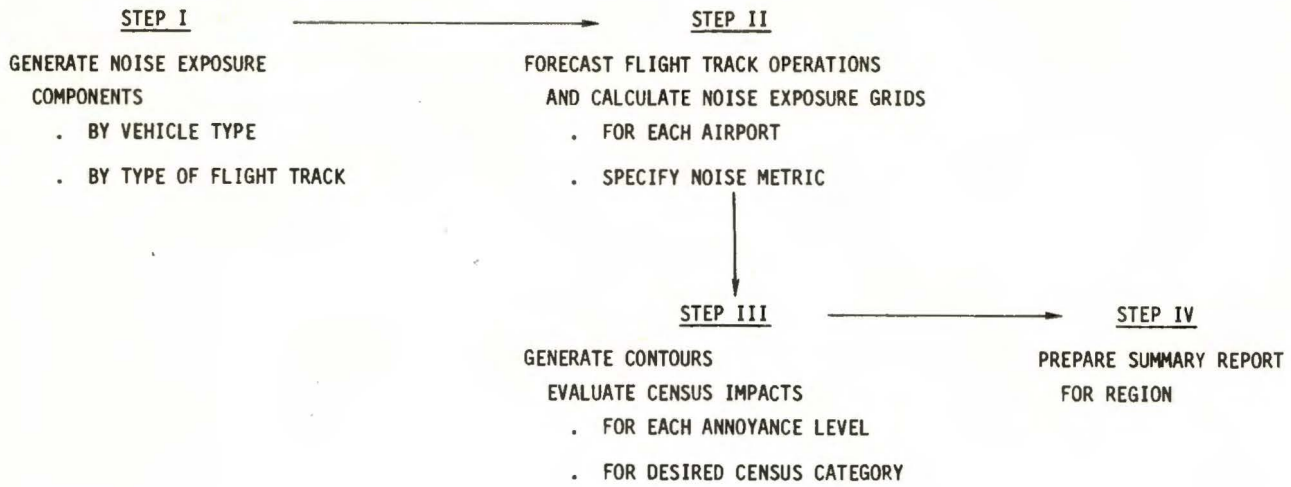 STEP I
GENERATE NOISE EXPOSURE
COMPONENTS
. BY VEHICLE TYPE
. BY TYPE OF FLIGHT TRACK
STEP II
FORECAST FLIGHT TRACK OPERATIONS
AND CALCULATE NOISE EXPOSURE GRIDS
. FOR EACH AIRPORT
. SPECIFY NOISE METRIC
STEP III
GENERATE CONTOURS
EVALUATE CENSUS IMPACTS
. FOR EACH ANNOYANCE LEVEL
. FOR DESIRED CENSUS CATEGORY
STEP IV
PREPARE SUMMARY REPORT
FOR REGION